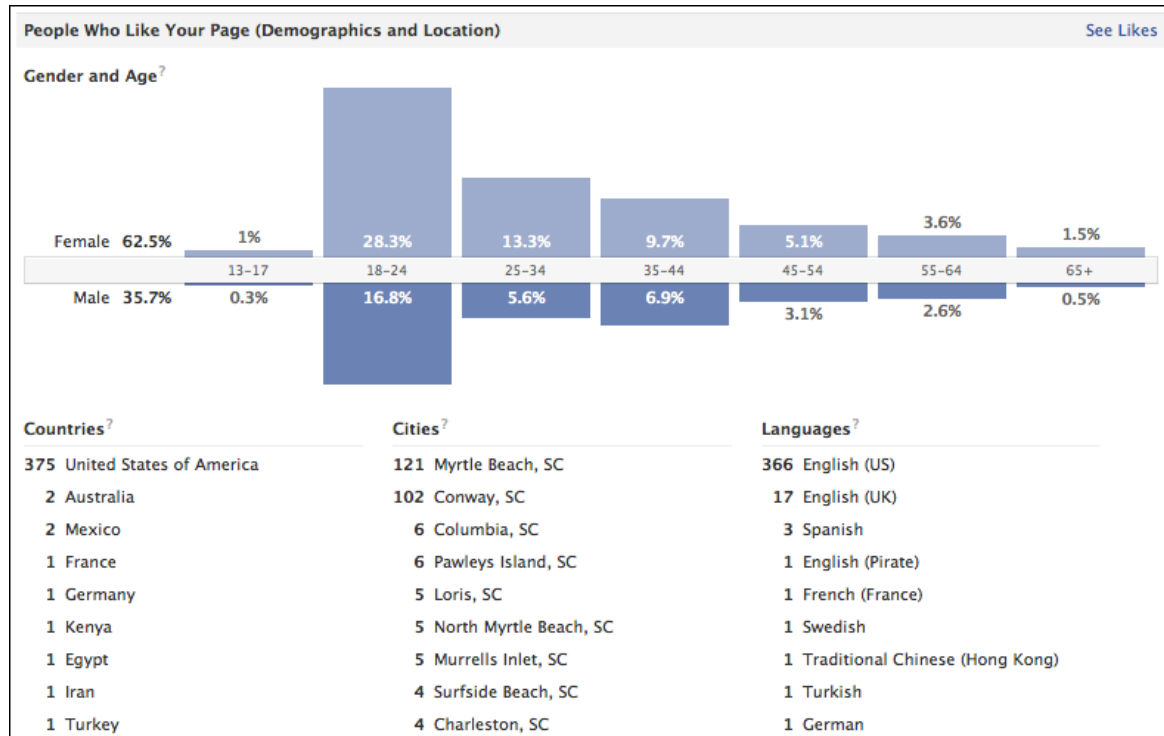 People Who Like Your Page (Demographics and Location) See Likes
Gender and Age?
Female 62.5% 1% 28.3% 13.3% 9.7% 5.1% 3.6% 1.5%
13-17 18-24 25-34 35-44 45-54 55-64 65+
Male 35.7% 0.3% 16.8% 5.6% 6.9% 3.1% 2.6% 0.5%
Countries?
375 United States of America
2 Australia
2 Mexico
1 France
1 Germany
1 Kenya
1 Egypt
1 Iran
1 Turkey
Cities?
121 Myrtle Beach, SC
102 Conway, SC
6 Columbia, SC
6 Pawleys Island, SC
5 Loris, SC
5 North Myrtle Beach, SC
5 Murrells Inlet, SC
4 Surfside Beach, SC
4 Charleston, SC
Languages?
366 English (US)
17 English (UK)
3 Spanish
1 English (Pirate)
1 French (France)
1 Swedish
1 Traditional Chinese (Hong Kong)
1 Turkish
1 German